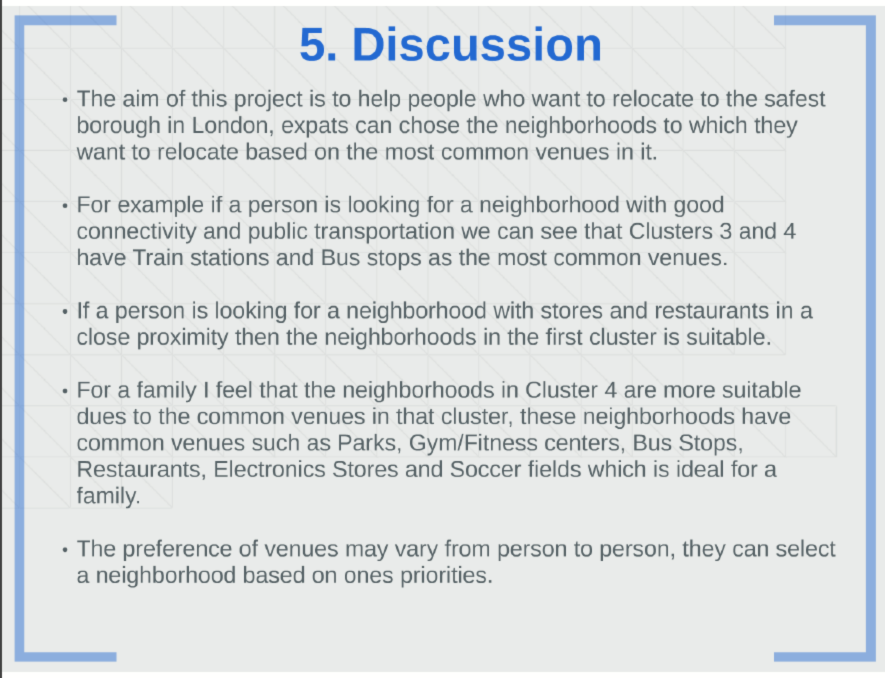 5. Discussion
• The aim of this project is to help people who want to relocate to the safest
borough in London, expats can chose the neighborhoods to which they
want to relocate based on the most common venues in it.
• For example if a person is looking for a neighborhood with good
connectivity and public transportation we can see that Clusters 3 and 4
have Train stations and Bus stops as the most common venues.
• If a person is looking for a neighborhood with stores and restaurants in a
close proximity then the neighborhoods in the first cluster is suitable.
• For a family I feel that the neighborhoods in Cluster 4 are more suitable
dues to the common venues in that cluster, these neighborhoods have
common venues such as Parks, Gym/Fitness centers, Bus Stops,
Restaurants, Electronics Stores and Soccer fields which is ideal for a
family.
• The preference of venues may vary from person to person, they can select
a neighborhood based on ones priorities.